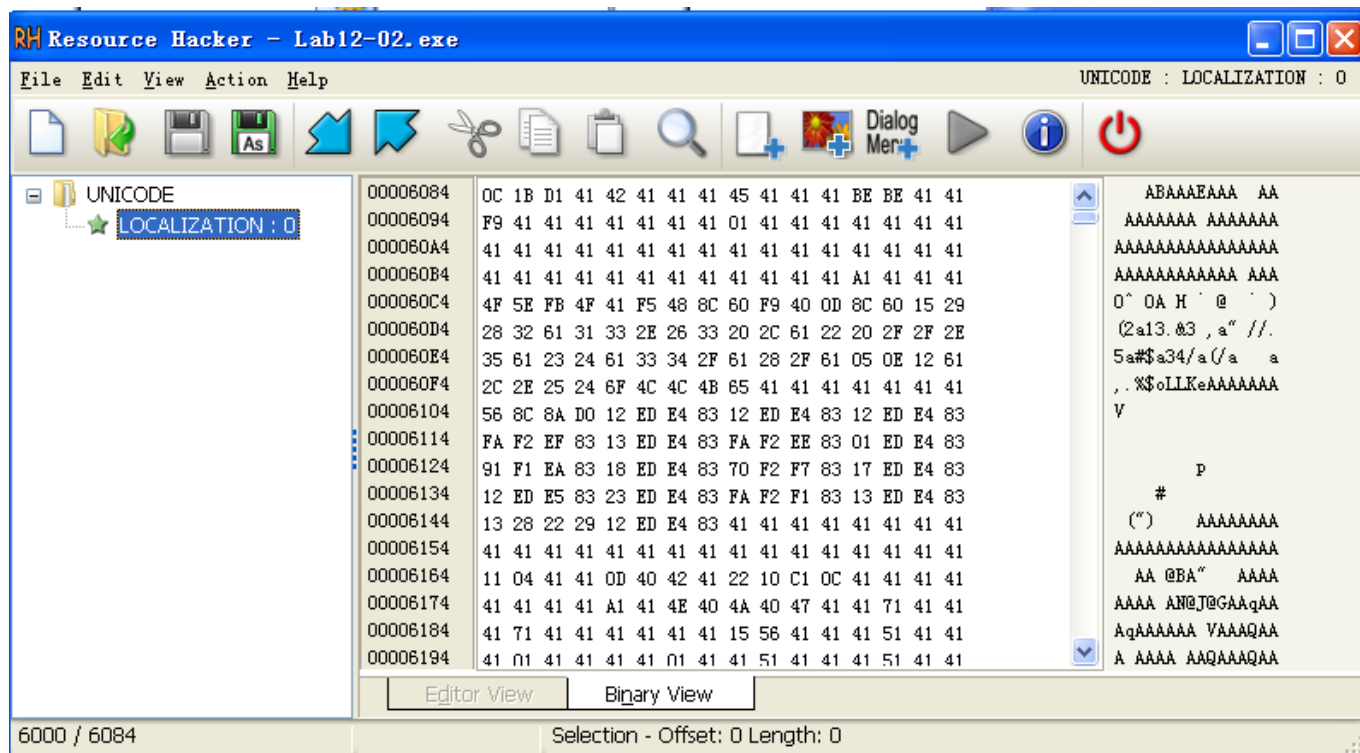 RH Resource Hacker - Lab12-02.exe
File Edit View Action Help
UNICODE : LOCALIZATION : 0
As
Dialog
Men
UNICODE
LOCALIZATION : 0
00006084 0C 1B D1 41 42 41 41 41 45 41 41 41 BE BE 41 41 ABAAAEAAA AA
00006094 F9 41 41 41 41 41 41 41 01 41 41 41 41 41 41 41 AAAAAAA AAAAAAA
000060A4 41 41 41 41 41 41 41 41 41 41 41 41 41 41 41 41 AAAAAAAAAAAAAAAA
000060B4 41 41 41 41 41 41 41 41 41 41 41 41 A1 41 41 41 AAAAAAAAAAAA AAA
000060C4 4F 5E FB 4F 41 F5 48 8C 60 F9 40 0D 8C 60 15 29 O^ OA H ` @ ` )
000060D4 28 32 61 31 33 2E 26 33 20 2C 61 22 20 2F 2F 2E (2a13.&3 ,a" //.
000060E4 35 61 23 24 61 33 34 2F 61 28 2F 61 05 0E 12 61 5a#$a34/a(/a a
000060F4 2C 2E 25 24 6F 4C 4C 4B 65 41 41 41 41 41 41 41 ,.%$oLLKeAAAAAAA
00006104 56 8C 8A D0 12 ED E4 83 12 ED E4 83 12 ED E4 83 V
00006114 FA F2 EF 83 13 ED E4 83 FA F2 EE 83 01 ED E4 83
00006124 91 F1 EA 83 18 ED E4 83 70 F2 F7 83 17 ED E4 83 p
00006134 12 ED E5 83 23 ED E4 83 FA F2 F1 83 13 ED E4 83 #
00006144 13 28 22 29 12 ED E4 83 41 41 41 41 41 41 41 41 (") AAAAAAAA
00006154 41 41 41 41 41 41 41 41 41 41 41 41 41 41 41 41 AAAAAAAAAAAAAAAA
00006164 11 04 41 41 0D 40 42 41 22 10 C1 0C 41 41 41 41 AA @BA" AAAA
00006174 41 41 41 41 A1 41 4E 40 4A 40 47 41 41 71 41 41 AAAA AN@J@GAAqAA
00006184 41 71 41 41 41 41 41 41 15 56 41 41 41 51 41 41 AqAAAAAA VAAAQAA
00006194 41 01 41 41 41 41 01 41 41 51 41 41 41 51 41 41 A AAAA AAQAAAQAA
Editor View Binary View
6000 / 6084 Selection - Offset: 0 Length: 0